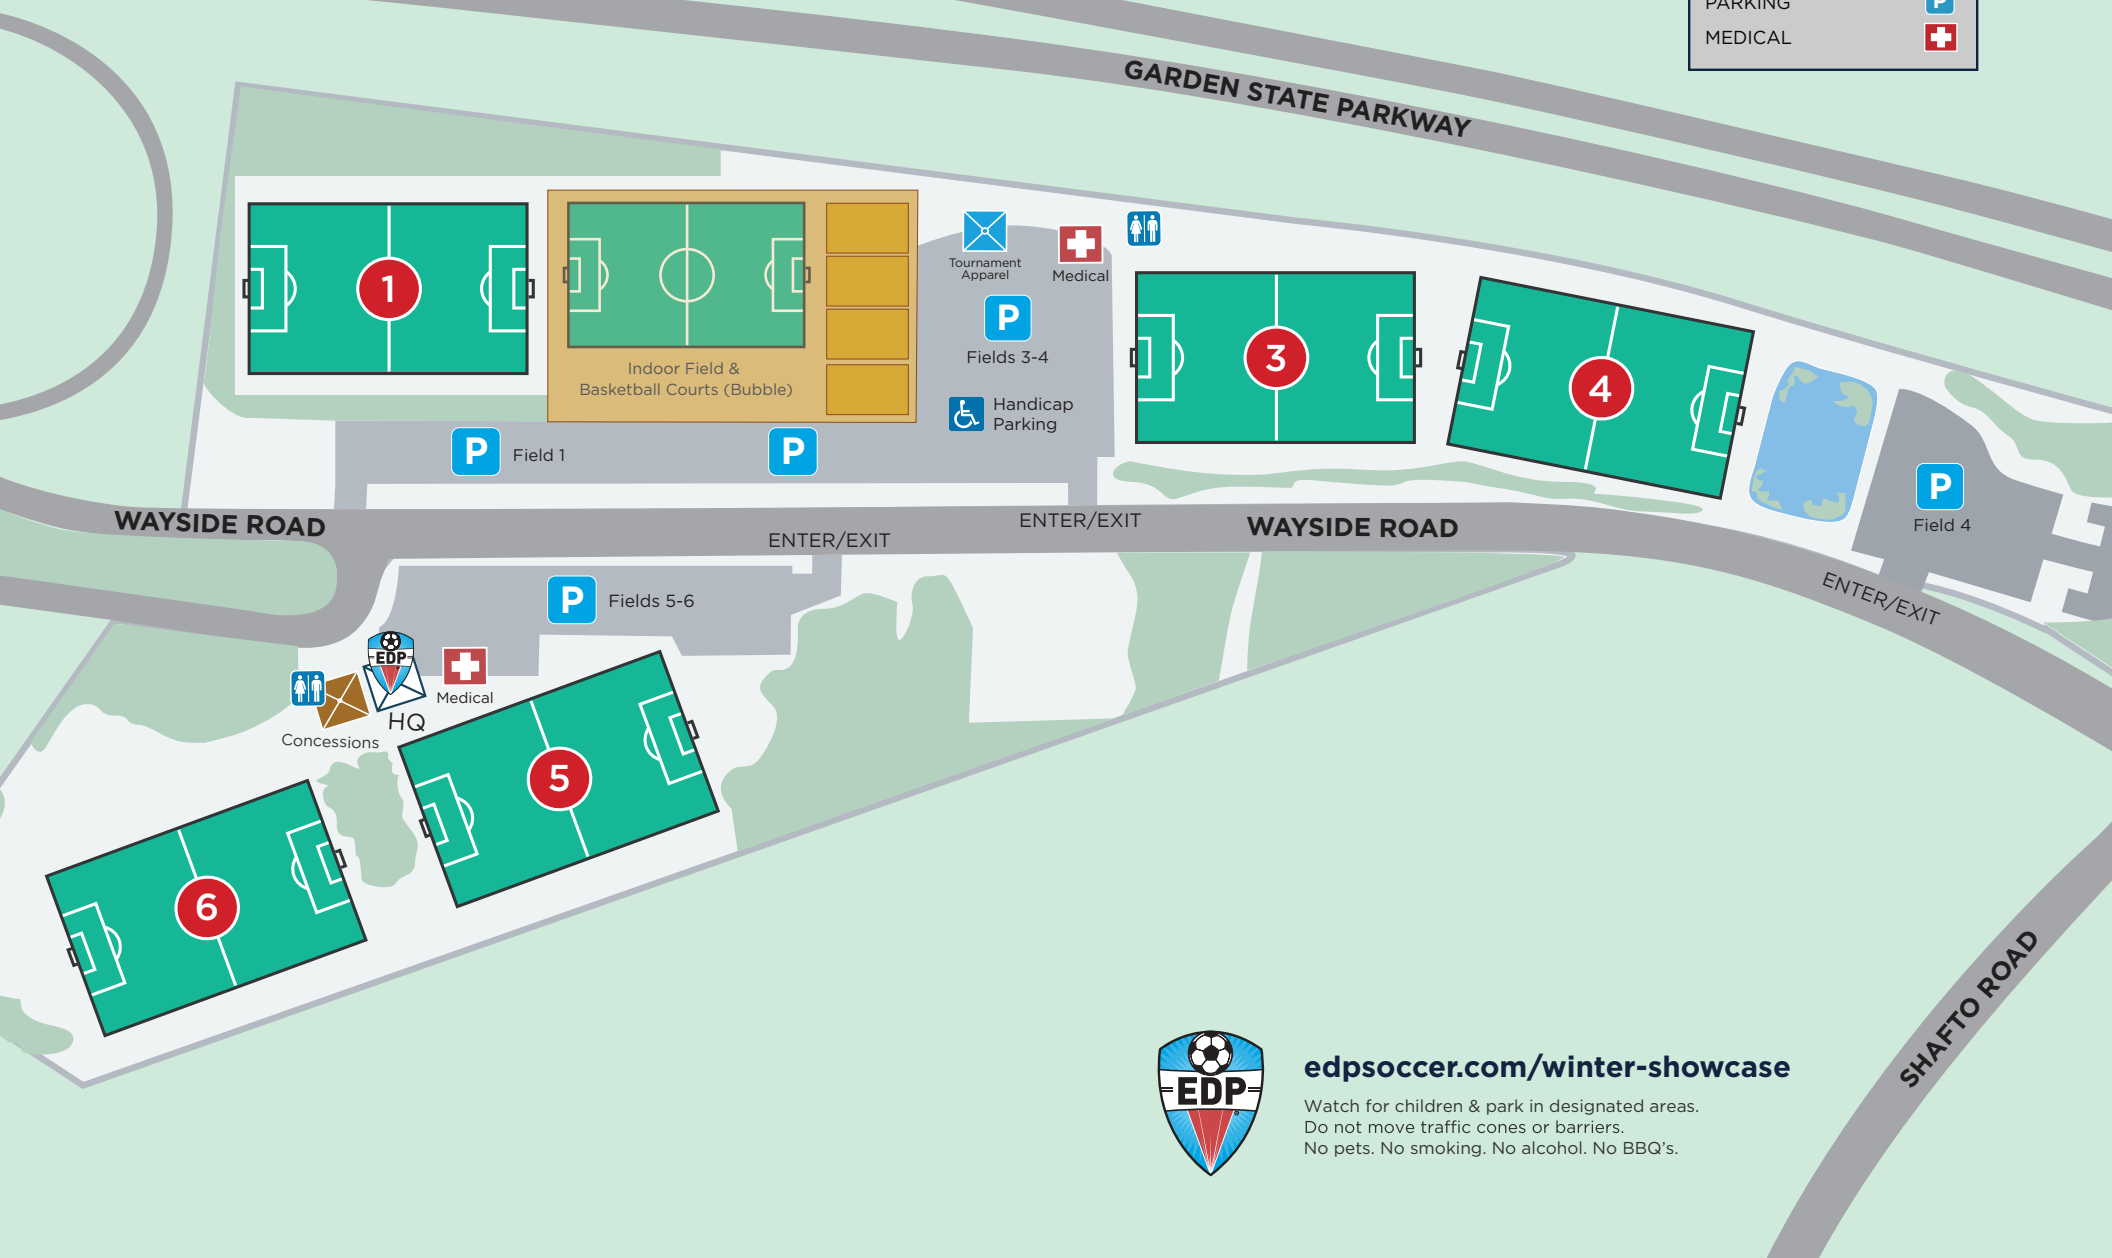 PARKING
P
MEDICAL
GARDEN STATE PARKWAY
1
Indoor Field &
Basketball Courts (Bubble)
Tournament
Apparel
Medical
P
Fields 3-4
Handicap
Parking
3
4
P
Field 1
P
P
Field 4
WAYSIDE ROAD
ENTER/EXIT
ENTER/EXIT
WAYSIDE ROAD
ENTER/EXIT
P
Fields 5-6
EDP
HQ
Medical
Concessions
5
6
SHAFTO ROAD
EDP
edpsoccer.com/winter-showcase
Watch for children & park in designated areas.
Do not move traffic cones or barriers.
No pets. No smoking. No alcohol. No BBQ's.